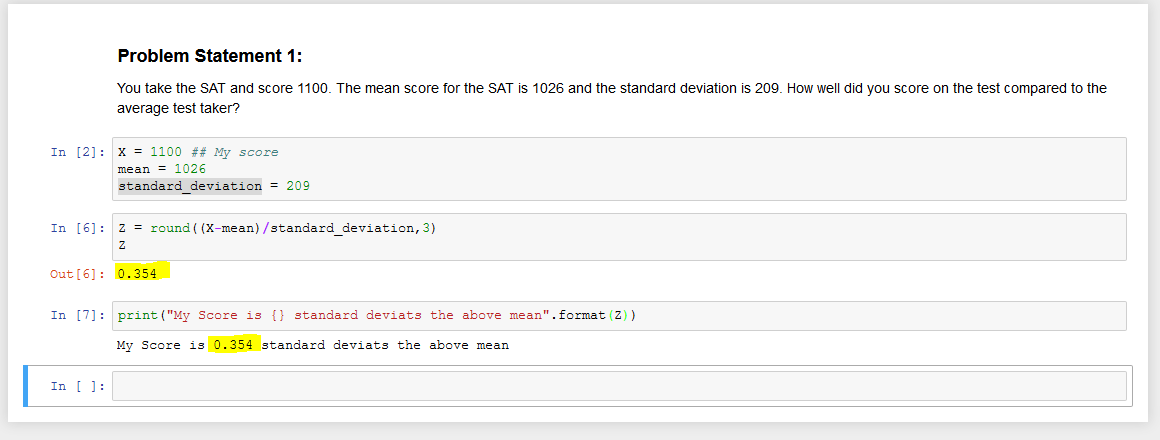 Problem Statement 1:
You take the SAT and score 1100. The mean score for the SAT is 1026 and the standard deviation is 209. How well did you score on the test compared to the
average test taker?
In [2]: X = 1100 ## My score
mean = 1026
standard_deviation = 209
In [6]: Z = round((X-mean)/standard_deviation,3)
Z
Out[6]: 0.354
In [7]: print("My Score is {} standard deviats the above mean".format(Z))
My Score is 0.354 standard deviats the above mean
In [ ]: